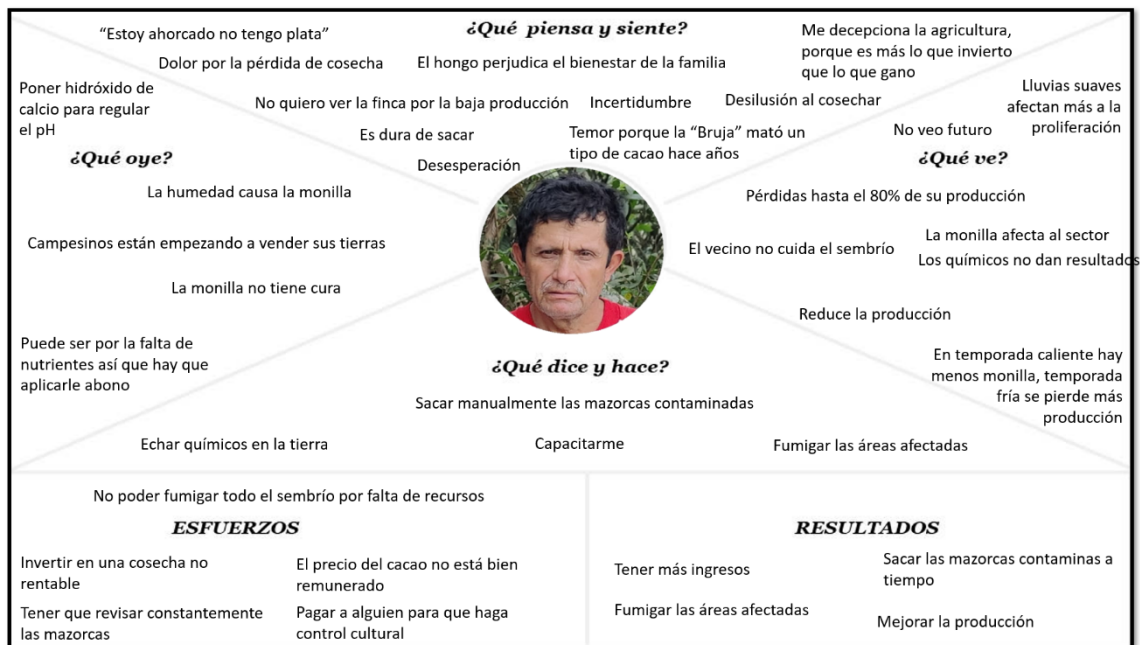 ¿Qué piensa y siente?
“Estoy ahorcado no tengo plata”
Dolor por la pérdida de cosecha
El hongo perjudica el bienestar de la familia
Me decepciona la agricultura,
porque es más lo que invierto
que lo que gano
No quiero ver la finca por la baja producción
Incertidumbre
Desilusión al cosechar
Es dura de sacar
Temor porque la “Bruja” mató un
tipo de cacao hace años
No veo futuro
Desesperación
Poner hidróxido de
calcio para regular
el pH
¿Qué oye?
La humedad causa la monilla
Campesinos están empezando a vender sus tierras
La monilla no tiene cura
Puede ser por la falta de
nutrientes así que hay que
aplicarle abono
Lluvias suaves
afectan más a la
proliferación
¿Qué ve?
Pérdidas hasta el 80% de su producción
El vecino no cuida el sembrío
La monilla afecta al sector
Los químicos no dan resultados
Reduce la producción
En temporada caliente hay
menos monilla, temporada
fría se pierde más
producción
¿Qué dice y hace?
Sacar manualmente las mazorcas contaminadas
Echar químicos en la tierra
Capacitarme
Fumigar las áreas afectadas
No poder fumigar todo el sembrío por falta de recursos
ESFUERZOS
Invertir en una cosecha no
rentable
El precio del cacao no está bien
remunerado
Tener que revisar constantemente
las mazorcas
Pagar a alguien para que haga
control cultural
RESULTADOS
Tener más ingresos
Sacar las mazorcas contaminas a
tiempo
Fumigar las áreas afectadas
Mejorar la producción